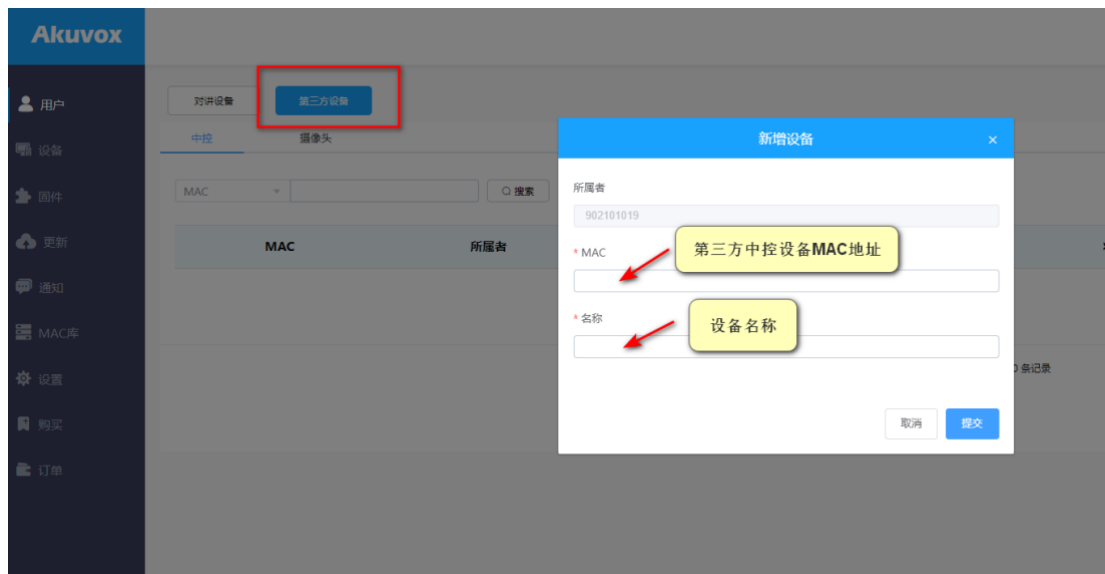 Akuvox
用户
设备
固件
更新
通知
MAC库
设置
购买
订单
对讲设备 第三方设备
中控 摄像头
MAC 搜索
MAC 所属者
0 条记录
新增设备 ×
所属者
902101019
* MAC
第三方中控设备MAC地址
* 名称
设备名称
取消 提交